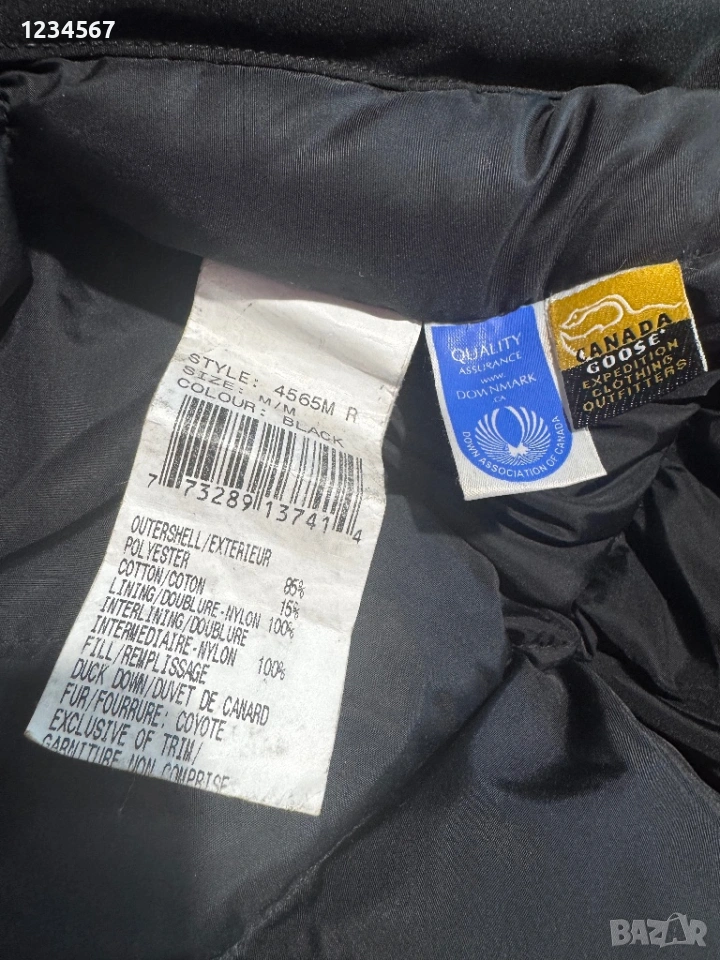 1234567
STYLE: 4565M R
SIZE: M/M
COLOUR: BLACK
7 73289 13741 4
OUTERSHELL/EXTERIEUR
POLYESTER 85%
COTTON/COTON 15%
LINING/DOUBLURE-NYLON 100%
INTERLINING/DOUBLURE
INTERMEDIAIRE-NYLON 100%
FILL/REMPLISSAGE
DUCK DOWN/DUVET DE CANARD
FUR/FOURRURE: COYOTE
EXCLUSIVE OF TRIM/
GARNITURE NON COMPRISE
QUALITY
ASSURANCE
www.
DOWNMARK
.CA
DOWN ASSOCIATION OF CANADA
CANADA
GOOSE
EXPEDITION
CLOTHING
OUTFITTERS
BAZAR